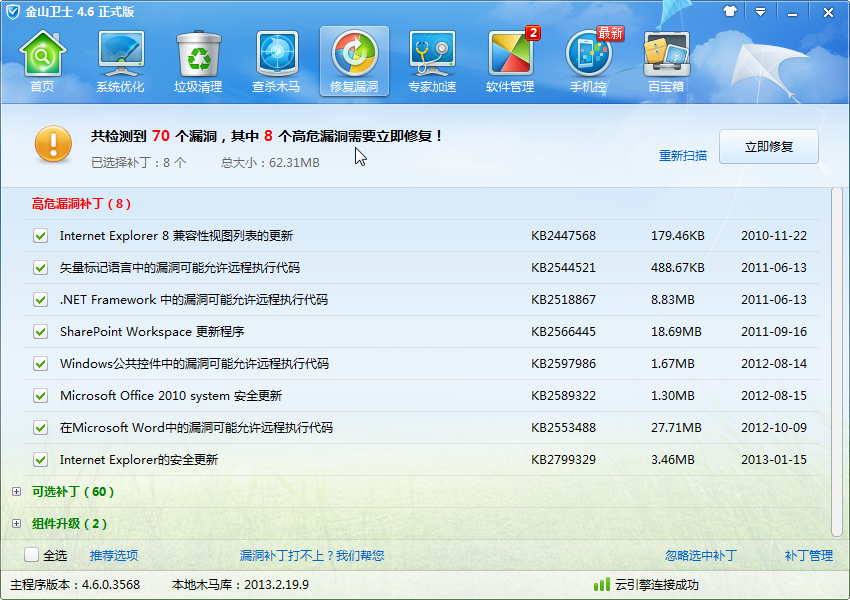 金山卫士 4.6 正式版
首页 系统优化 垃圾清理 查杀木马 修复漏洞 专家加速 软件管理 2 手机控 最新 百宝箱
共检测到 70 个漏洞，其中 8 个高危漏洞需要立即修复！
已选择补丁：8 个 总大小：62.31MB
重新扫描 立即修复
高危漏洞补丁（8）
Internet Explorer 8 兼容性视图列表的更新 KB2447568 179.46KB 2010-11-22
矢量标记语言中的漏洞可能允许远程执行代码 KB2544521 488.67KB 2011-06-13
.NET Framework 中的漏洞可能允许远程执行代码 KB2518867 8.83MB 2011-06-13
SharePoint Workspace 更新程序 KB2566445 18.69MB 2011-09-16
Windows公共控件中的漏洞可能允许远程执行代码 KB2597986 1.67MB 2012-08-14
Microsoft Office 2010 system 安全更新 KB2589322 1.30MB 2012-08-15
在Microsoft Word中的漏洞可能允许远程执行代码 KB2553488 27.71MB 2012-10-09
Internet Explorer的安全更新 KB2799329 3.46MB 2013-01-15
可选补丁（60）
组件升级（2）
全选 推荐选项 漏洞补丁打不上？我们帮您 忽略选中补丁 补丁管理
主程序版本：4.6.0.3568 本地木马库：2013.2.19.9 云引擎连接成功